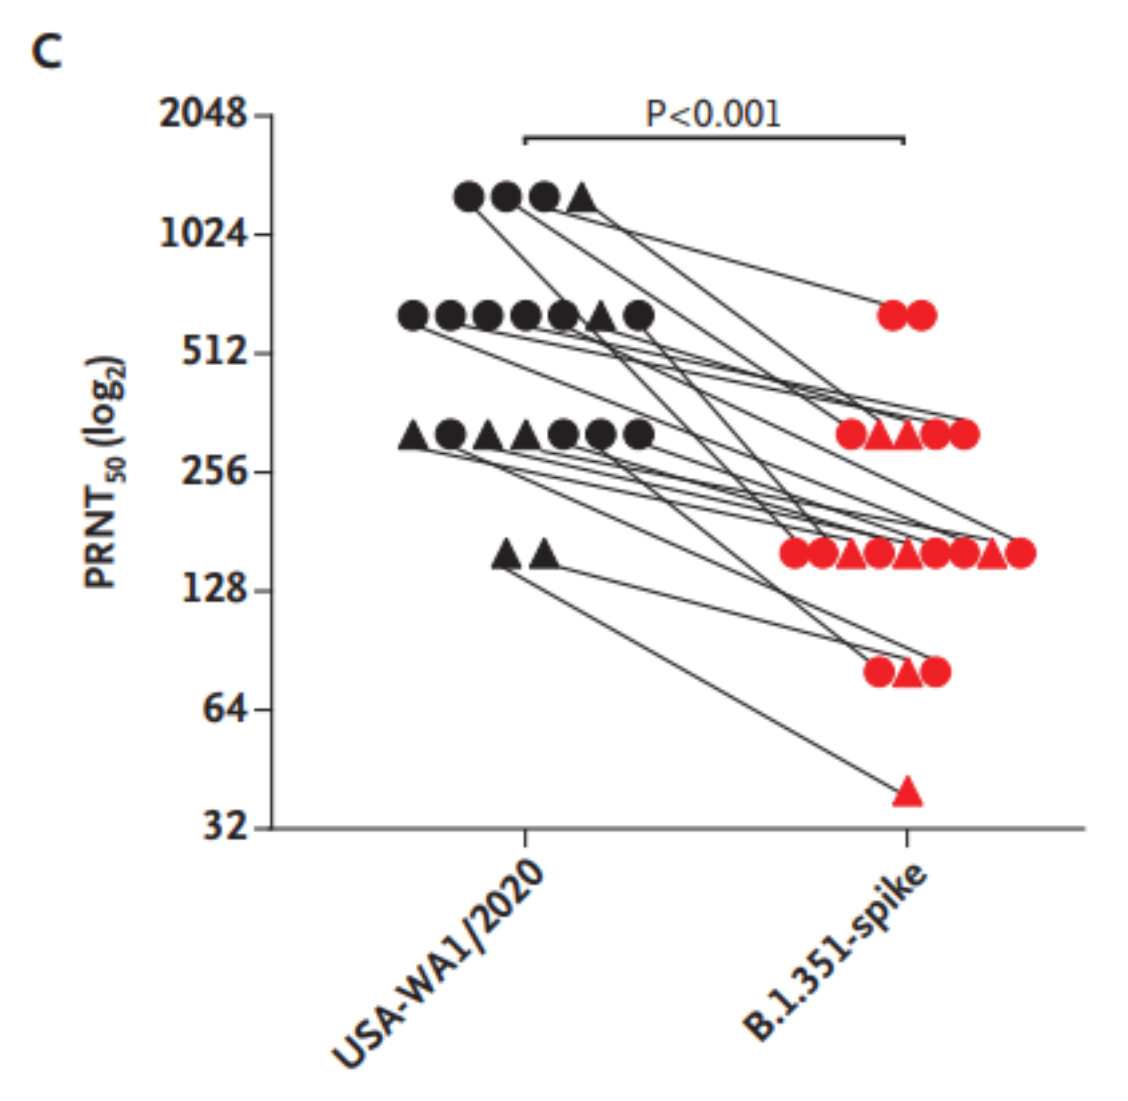 C
P<0.001
2048
1024
512
256
128
64
32
PRNT50 (log2)
USA-WA1/2020
B.1.351-spike